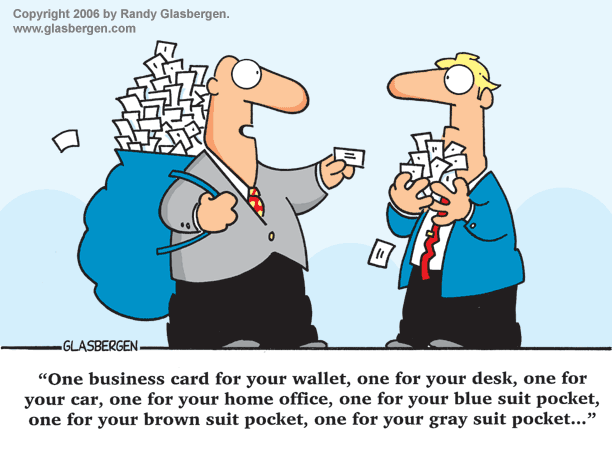 Copyright 2006 by Randy Glasbergen.
www.glasbergen.com
GLASBERGEN
“One business card for your wallet, one for your desk, one for
your car, one for your home office, one for your blue suit pocket,
one for your brown suit pocket, one for your gray suit pocket...”